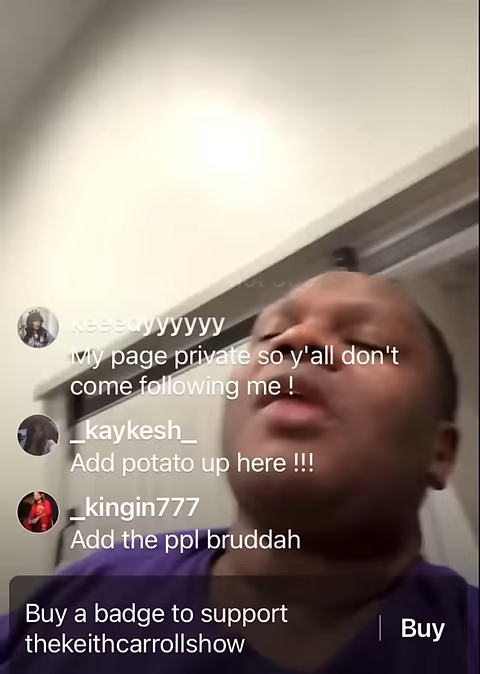 My page private so y'all don't
come following me !
_kaykesh_
Add potato up here !!!
_kingin777
Add the ppl bruddah
Buy a badge to support
thekeithcarrollshow
Buy